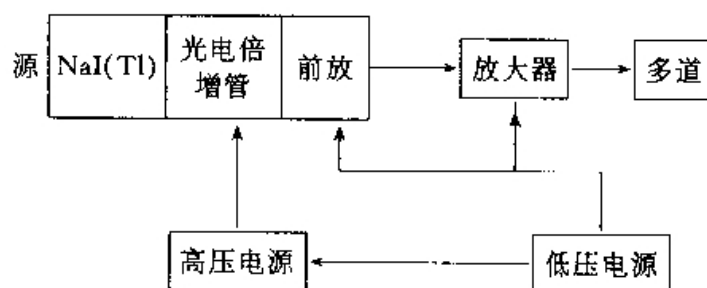 源
NaI(Tl)
光电倍
增管
前放
放大器
多道
高压电源
低压电源